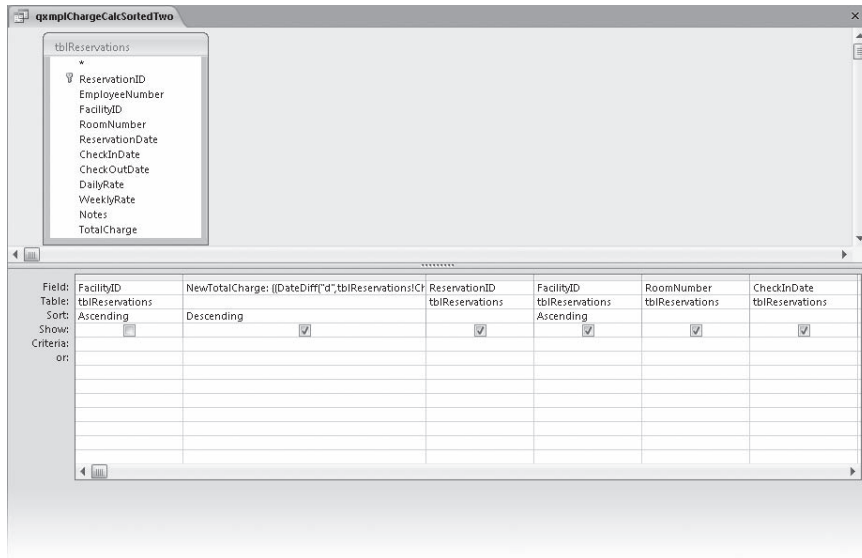 qxmplChargeCalcSortedTwo
tblReservations
*
ReservationID
EmployeeNumber
FacilityID
RoomNumber
ReservationDate
CheckInDate
CheckOutDate
DailyRate
WeeklyRate
Notes
TotalCharge
Field: FacilityID NewTotalCharge: ((DateDiff("d",tblReservations!Ch ReservationID FacilityID RoomNumber CheckInDate
Table: tblReservations tblReservations tblReservations tblReservations tblReservations
Sort: Ascending Descending Ascending
Show:
Criteria:
or: